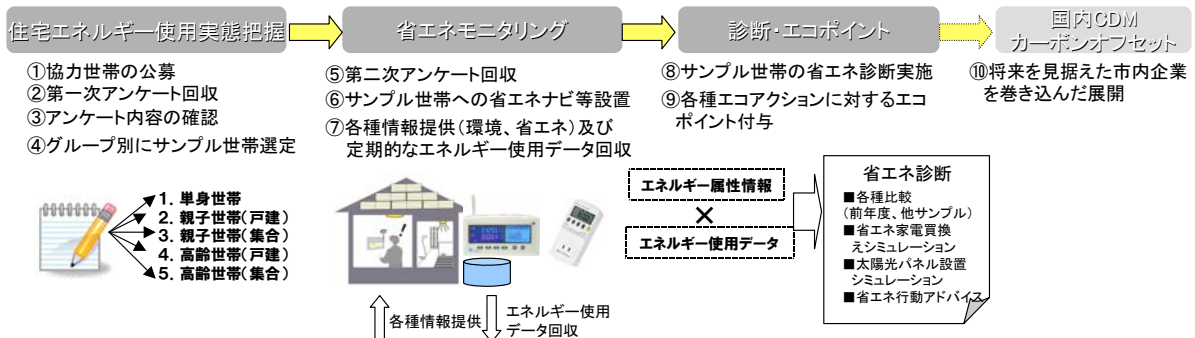 住宅エネルギー使用実態把握
省エネモニタリング
診断・エコポイント
国内CDM
カーボンオフセット
①協力世帯の公募
②第一次アンケート回収
③アンケート内容の確認
④グループ別にサンプル世帯選定
⑤第二次アンケート回収
⑥サンプル世帯への省エネナビ等設置
⑦各種情報提供（環境、省エネ）及び
定期的なエネルギー使用データ回収
⑧サンプル世帯の省エネ診断実施
⑨各種エコアクションに対するエコ
ポイント付与
⑩将来を見据えた市内企業
を巻き込んだ展開
1. 単身世帯
2. 親子世帯（戸建）
3. 親子世帯（集合）
4. 高齢世帯（戸建）
5. 高齢世帯（集合）
各種情報提供
エネルギー使用
データ回収
エネルギー属性情報
×
エネルギー使用データ
省エネ診断
■各種比較
（前年度、他サンプル）
■省エネ家電買換
えシミュレーション
■太陽光パネル設置
シミュレーション
■省エネ行動アドバイス